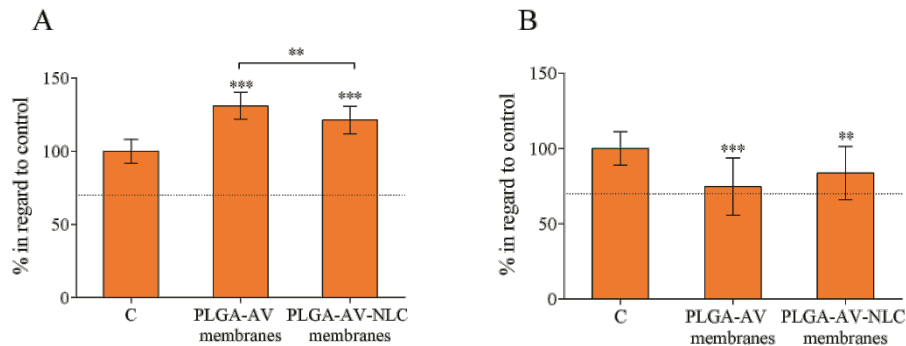 A
% in regard to control
150
100
50
0
**
***
***
C
PLGA-AV
membranes
PLGA-AV-NLC
membranes
B
% in regard to control
150
100
50
0
***
**
C
PLGA-AV
membranes
PLGA-AV-NLC
membranes